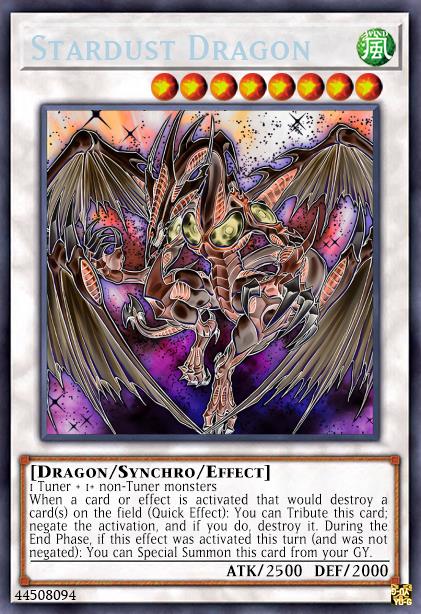 STARDUST DRAGON
WIND
風
[DRAGON/SYNCHRO/EFFECT]
1 Tuner + 1+ non-Tuner monsters
When a card or effect is activated that would destroy a
card(s) on the field (Quick Effect): You can Tribute this card;
negate the activation, and if you do, destroy it. During the
End Phase, if this effect was activated this turn (and was not
negated): You can Special Summon this card from your GY.
ATK/2500 DEF/2000
44508094